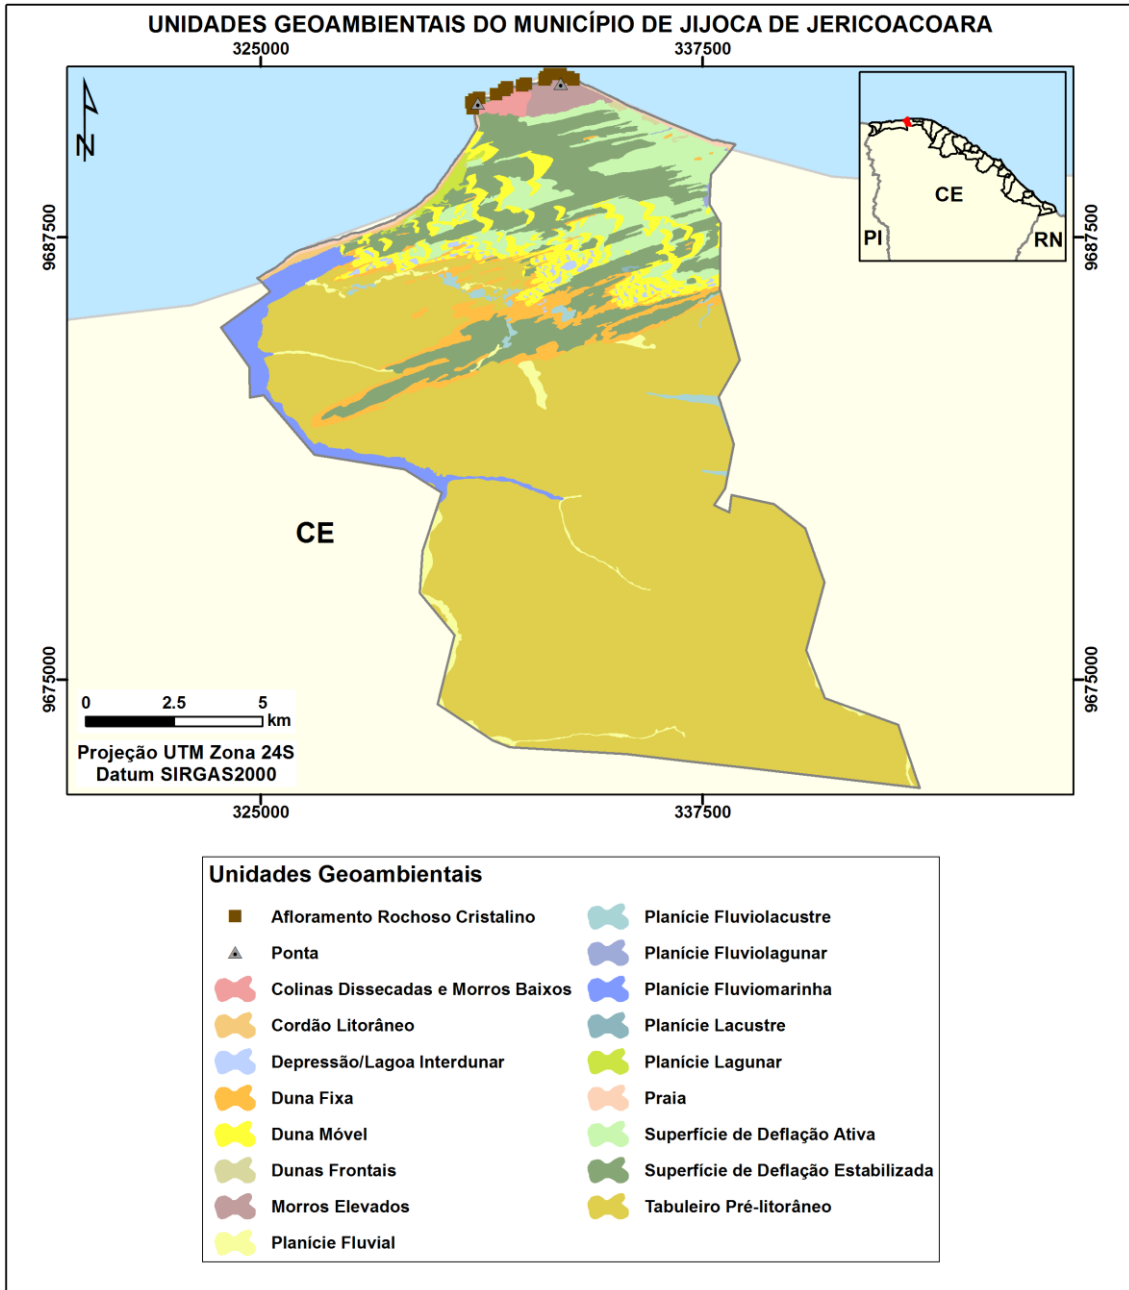 UNIDADES GEOAMBIENTAIS DO MUNICÍPIO DE JIJOCA DE JERICOACOARA
325000
337500
N
CE
PI
RN
9687500
9687500
CE
9675000
9675000
0 2.5 5
km
Projeção UTM Zona 24S
Datum SIRGAS2000
325000
337500
Unidades Geoambientais
Afloramento Rochoso Cristalino
Ponta
Colinas Dissecadas e Morros Baixos
Cordão Litorâneo
Depressão/Lagoa Interdunar
Duna Fixa
Duna Móvel
Dunas Frontais
Morros Elevados
Planície Fluvial
Planície Fluviolacustre
Planície Fluviolagunar
Planície Fluviomarinha
Planície Lacustre
Planície Lagunar
Praia
Superfície de Deflação Ativa
Superfície de Deflação Estabilizada
Tabuleiro Pré-litorâneo